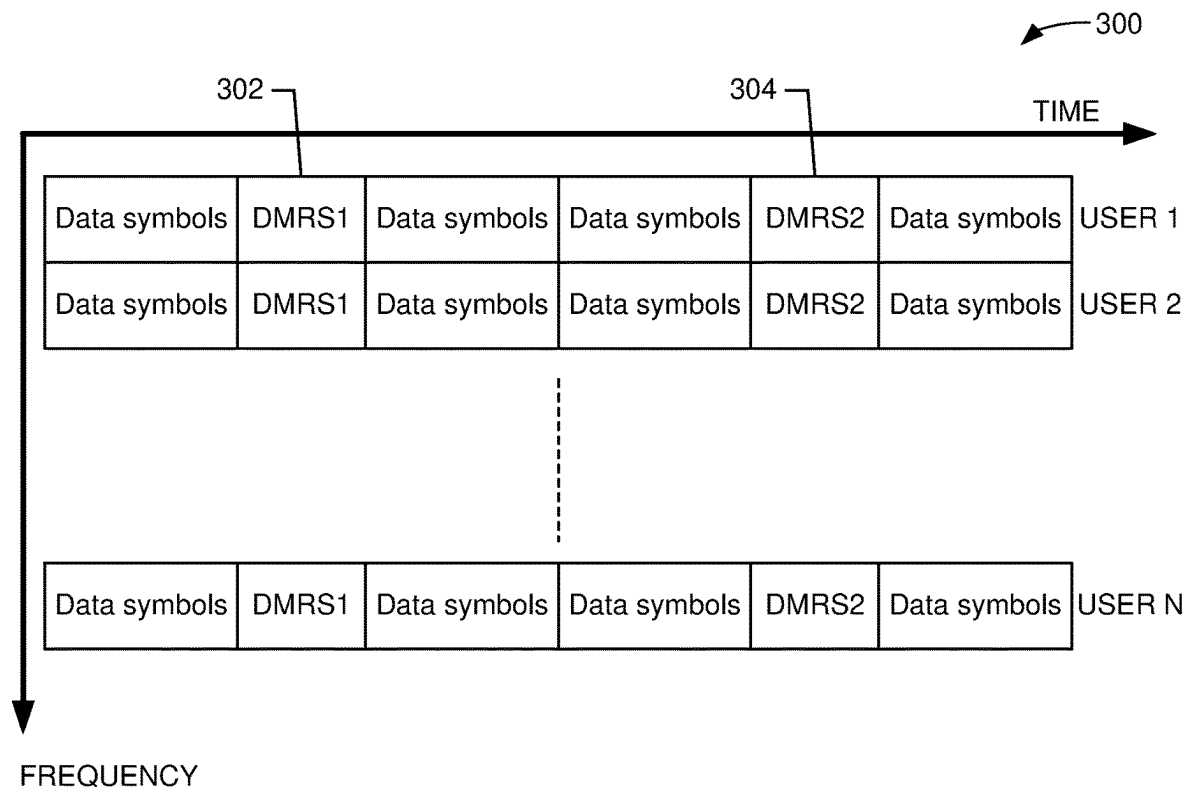 300
302
304
TIME
Data symbols DMRS1 Data symbols Data symbols DMRS2 Data symbols USER 1
Data symbols DMRS1 Data symbols Data symbols DMRS2 Data symbols USER 2
Data symbols DMRS1 Data symbols Data symbols DMRS2 Data symbols USER N
FREQUENCY